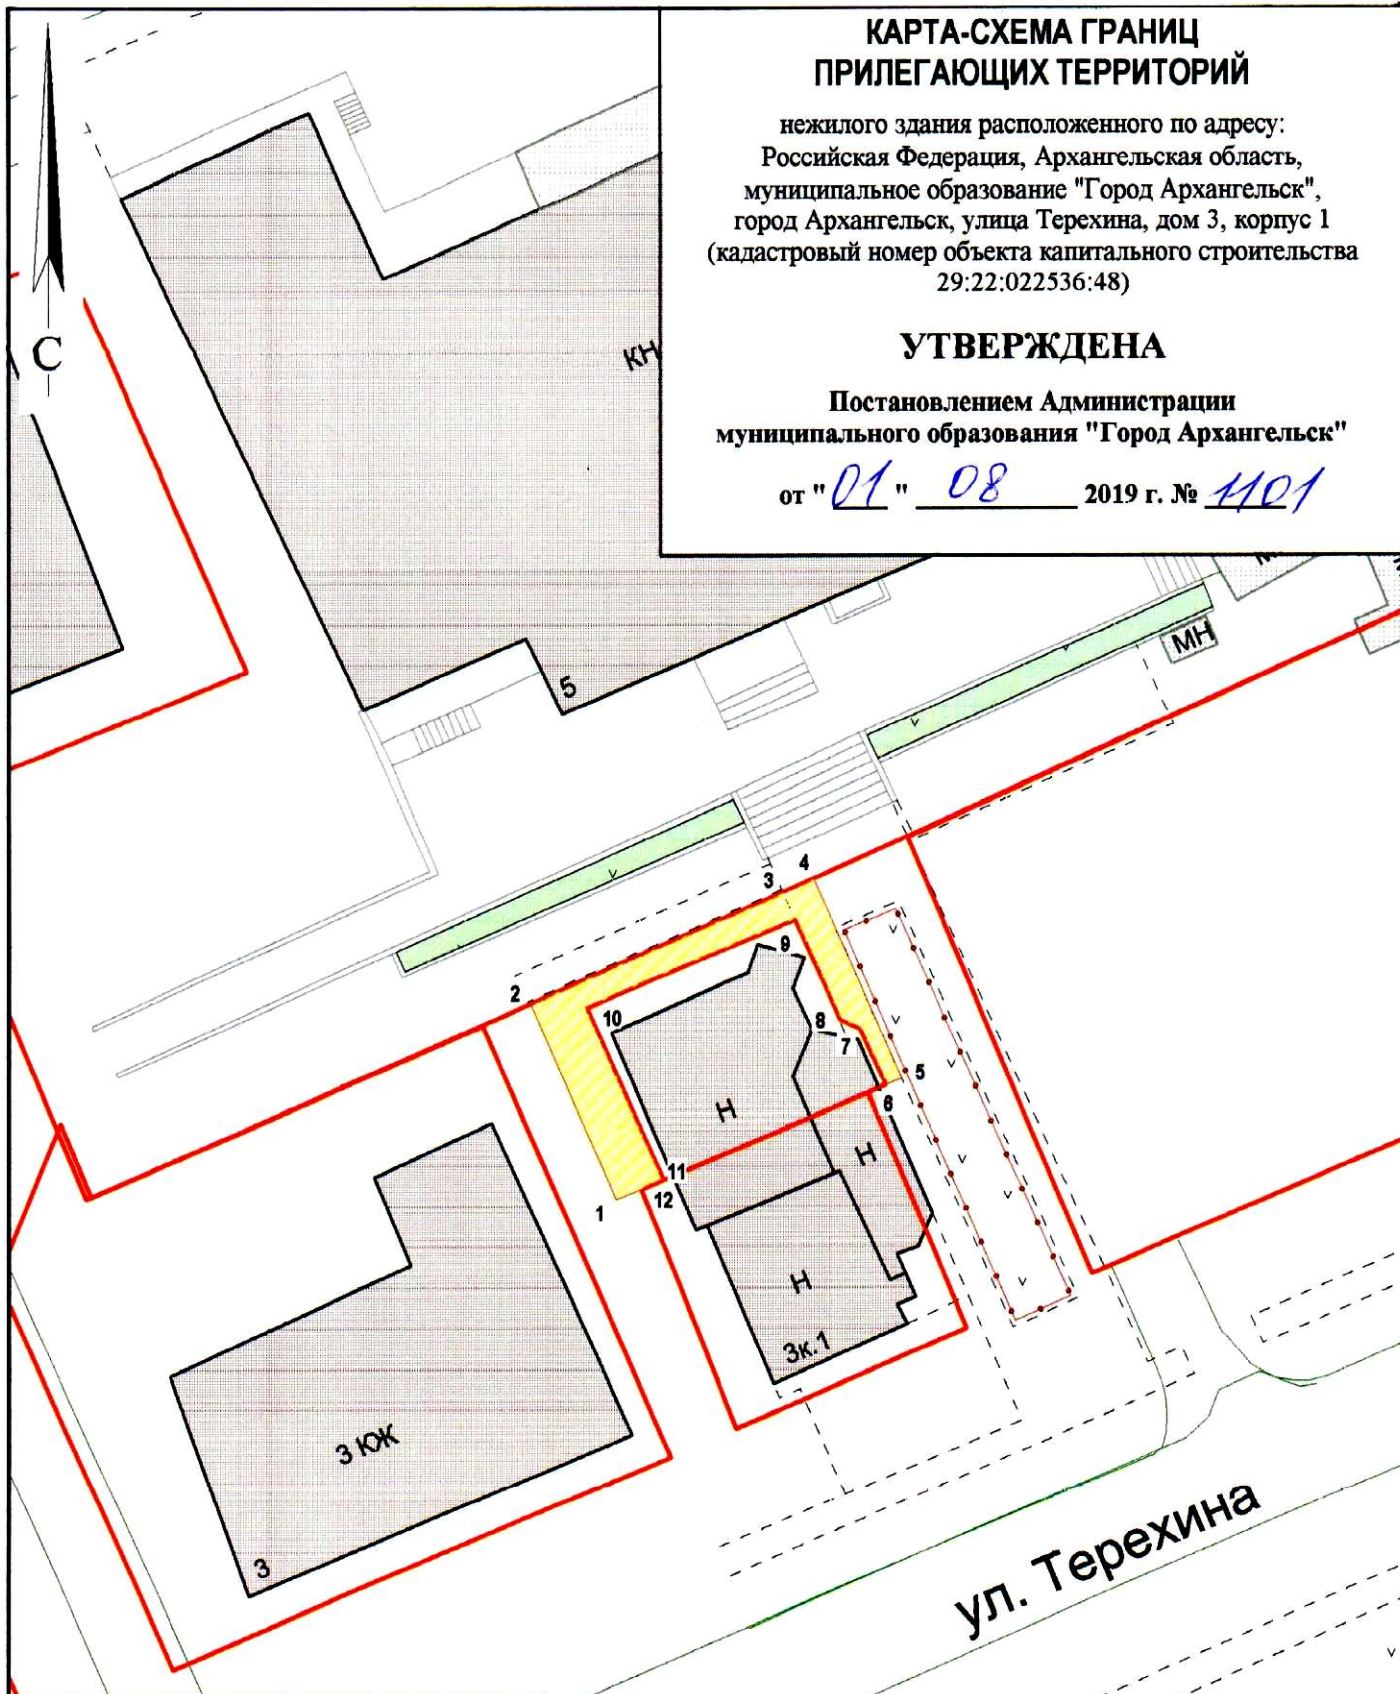 КАРТА-СХЕМА ГРАНИЦ
ПРИЛЕГАЮЩИХ ТЕРРИТОРИЙ
нежилого здания расположенного по адресу:
Российская Федерация, Архангельская область,
муниципальное образование "Город Архангельск",
город Архангельск, улица Терехина, дом 3, корпус 1
(кадастровый номер объекта капитального строительства
29:22:022536:48)
УТВЕРЖДЕНА
Постановлением Администрации
муниципального образования "Город Архангельск"
от "01" 08 2019 г. № 1101
С
КН
5
МН
4
3
2
9
10
8
7
5
6
Н
Н
11
12
1
Н
3к.1
3 КЖ
3
ул. Терехина